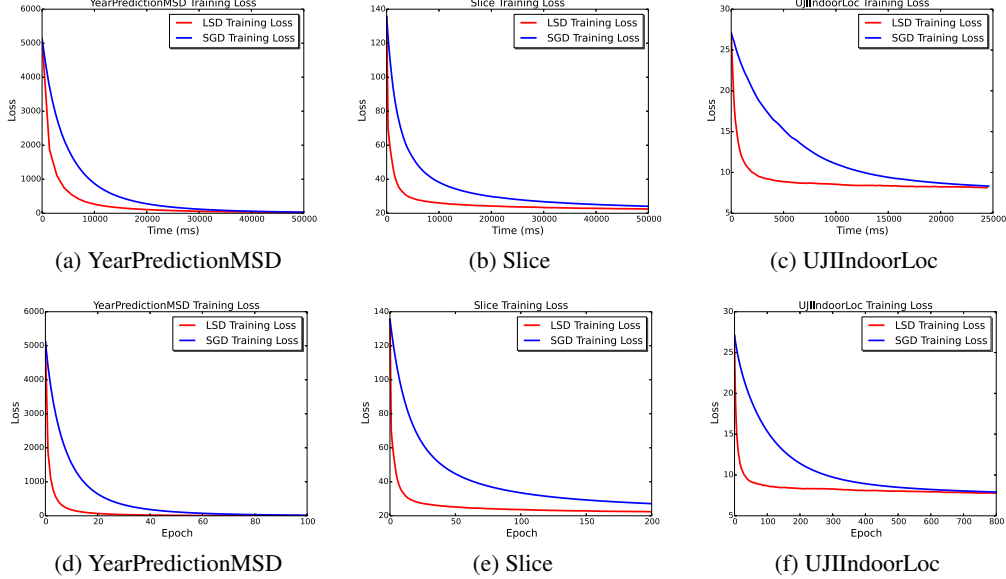 YearPredictionMSD Training Loss
LSD Training Loss
SGD Training Loss
6000
5000
4000
3000
2000
1000
0
Loss
0 10000 20000 30000 40000 50000
Time (ms)
(a) YearPredictionMSD
Slice Training Loss
LSD Training Loss
SGD Training Loss
140
120
100
80
60
40
20
Loss
0 10000 20000 30000 40000 50000
Time (ms)
(b) Slice
UJIIndoorLoc Training Loss
LSD Training Loss
SGD Training Loss
30
25
20
15
10
5
Loss
0 5000 10000 15000 20000 25000
Time (ms)
(c) UJIIndoorLoc
YearPredictionMSD Training Loss
LSD Training Loss
SGD Training Loss
6000
5000
4000
3000
2000
1000
0
Loss
0 20 40 60 80 100
Epoch
(d) YearPredictionMSD
Slice Training Loss
LSD Training Loss
SGD Training Loss
140
120
100
80
60
40
20
Loss
0 50 100 150 200
Epoch
(e) Slice
UJIIndoorLoc Training Loss
LSD Training Loss
SGD Training Loss
30
25
20
15
10
5
Loss
0 100 200 300 400 500 600 700 800
Epoch
(f) UJIIndoorLoc